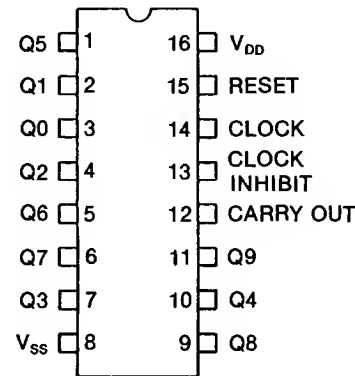 Q5 1 16 VDD
Q1 2 15 RESET
Q0 3 14 CLOCK
Q2 4 13 CLOCK INHIBIT
Q6 5 12 CARRY OUT
Q7 6 11 Q9
Q3 7 10 Q4
VSS 8 9 Q8